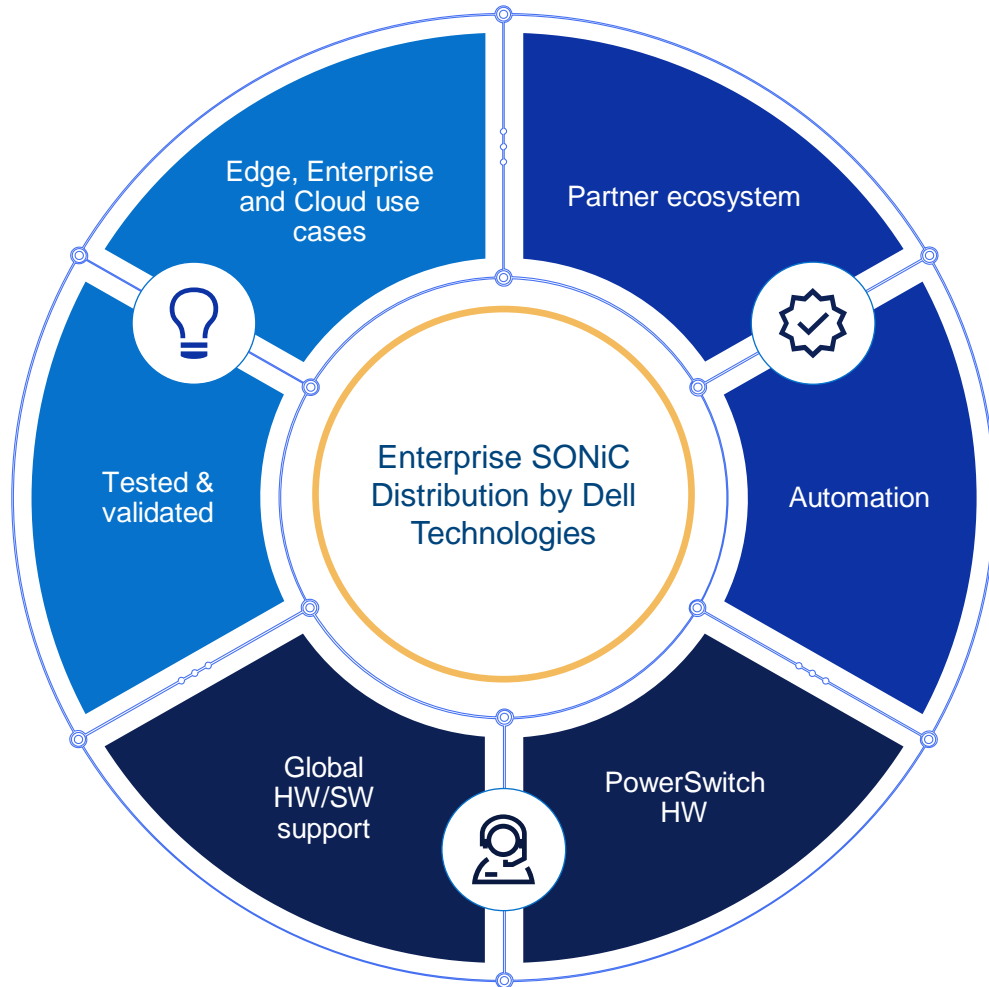 Edge, Enterprise
and Cloud use
cases
Partner ecosystem
Tested &
validated
Enterprise SONiC
Distribution by Dell
Technologies
Automation
Global
HW/SW
support
PowerSwitch
HW